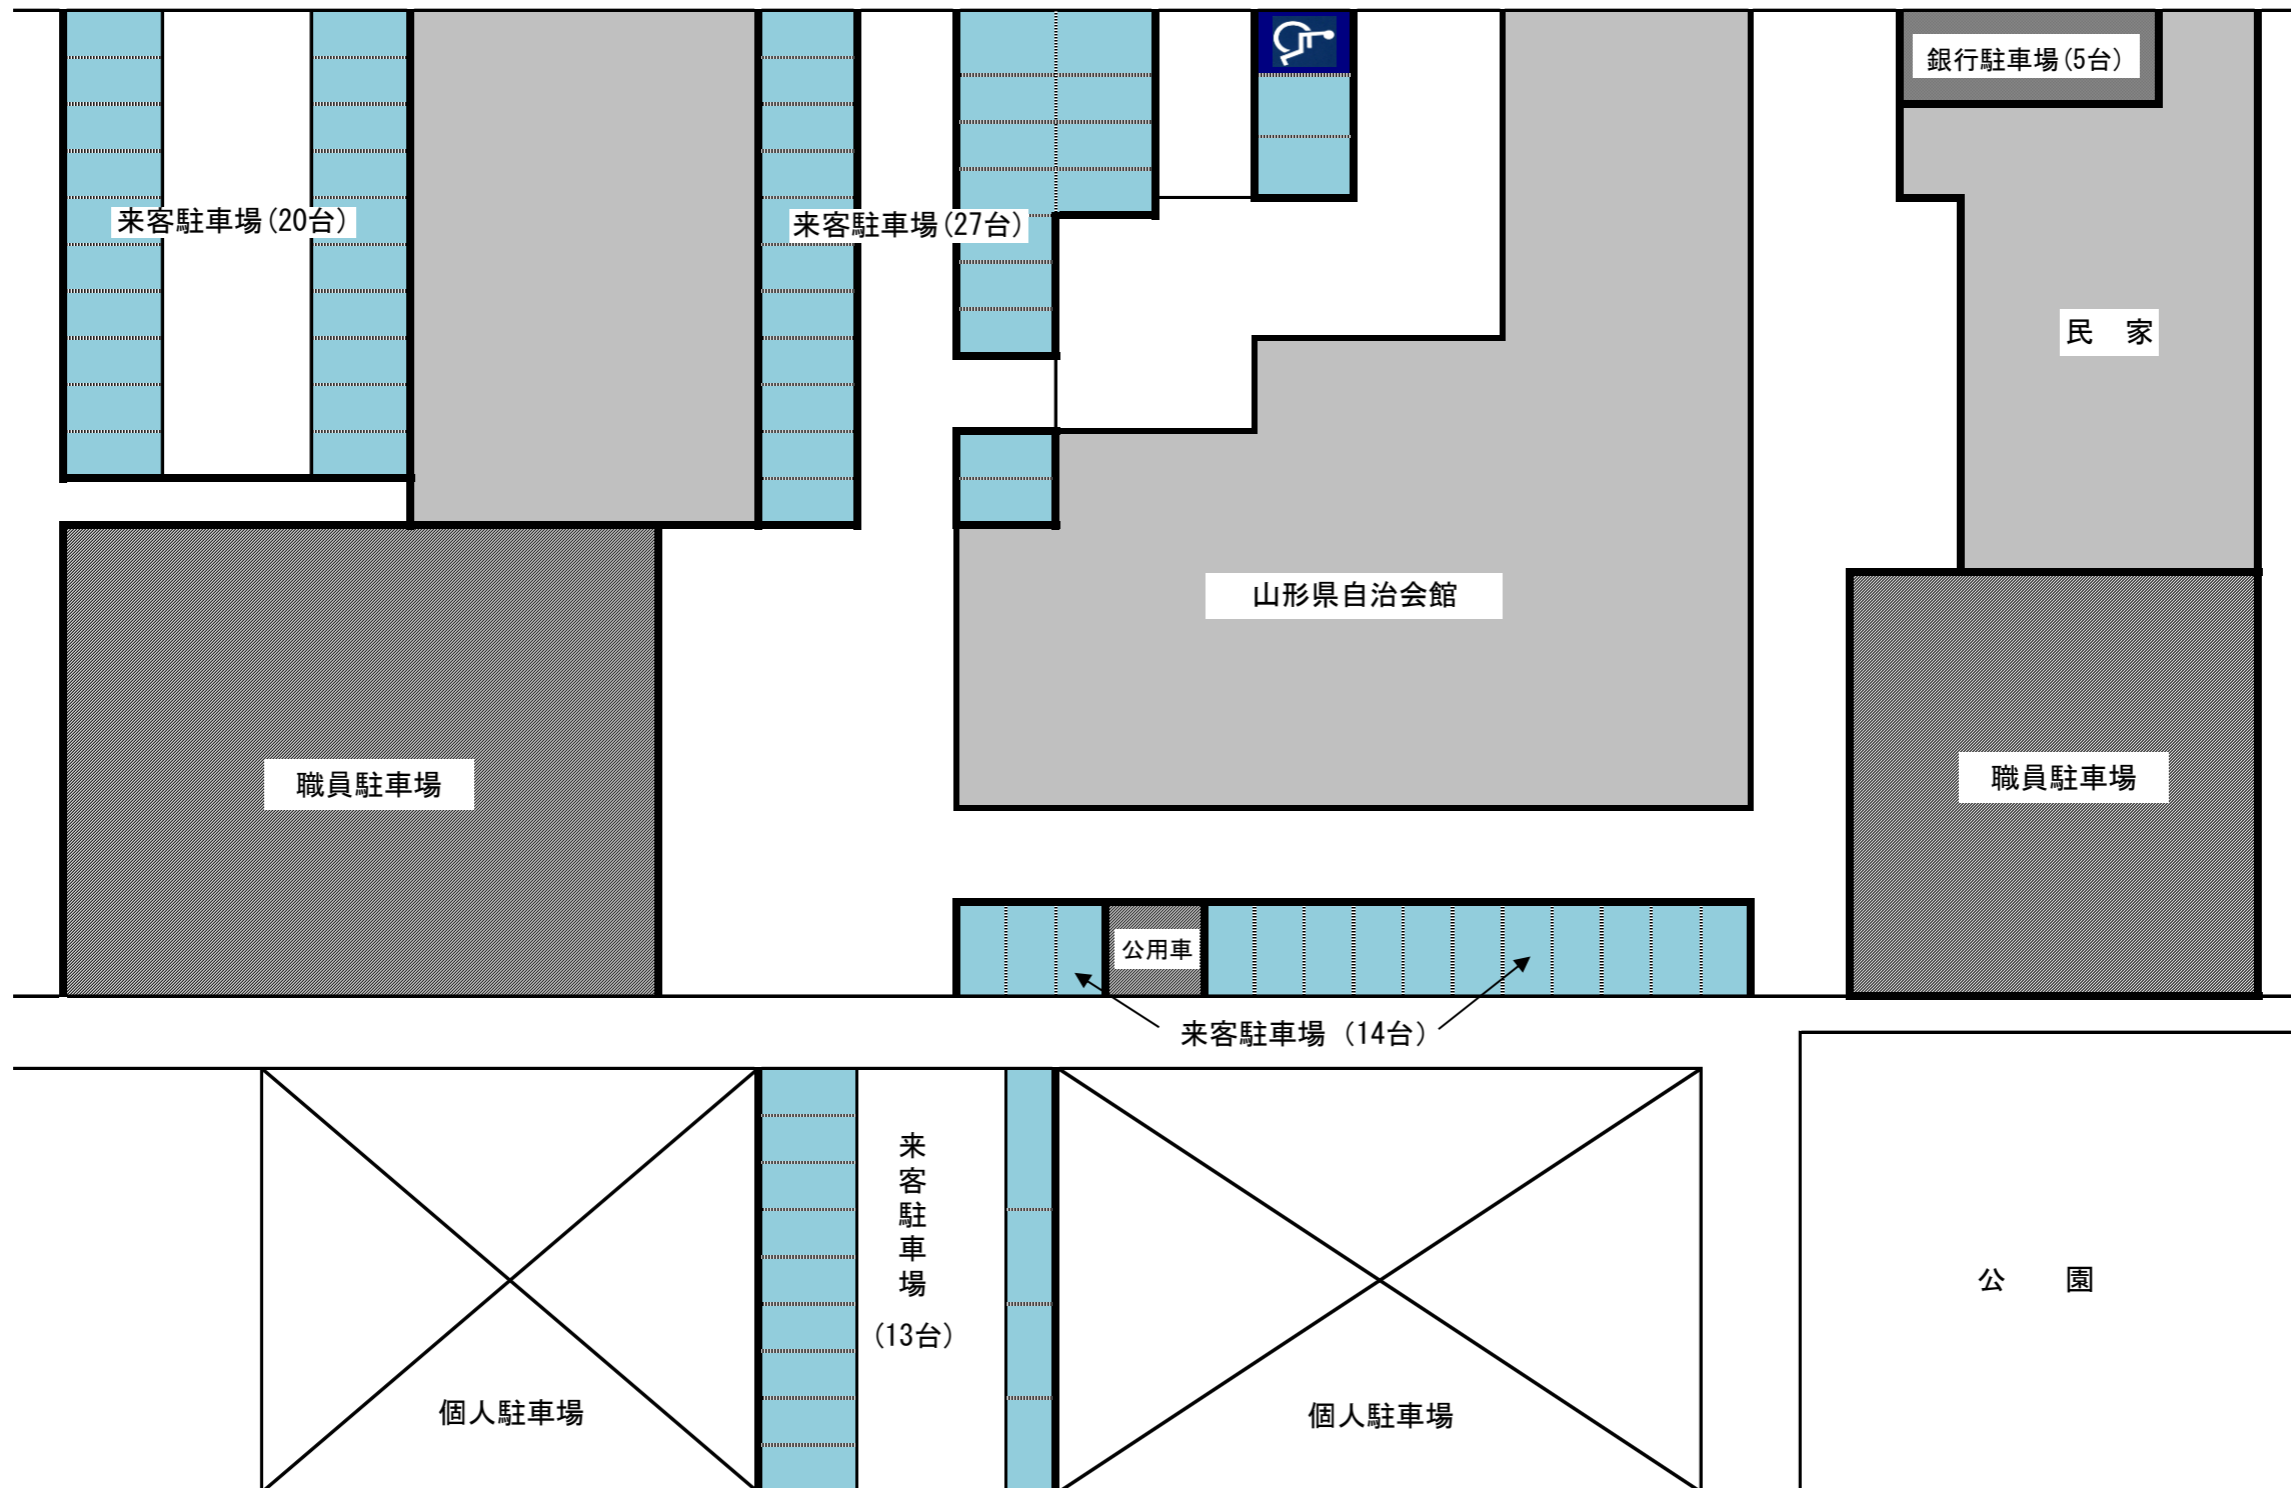 銀行駐車場(5台)
来客駐車場(20台)
来客駐車場(27台)
民　家
山形県自治会館
職員駐車場
職員駐車場
公用車
来客駐車場 (14台)
来客駐車場
(13台)
個人駐車場
個人駐車場
公　園